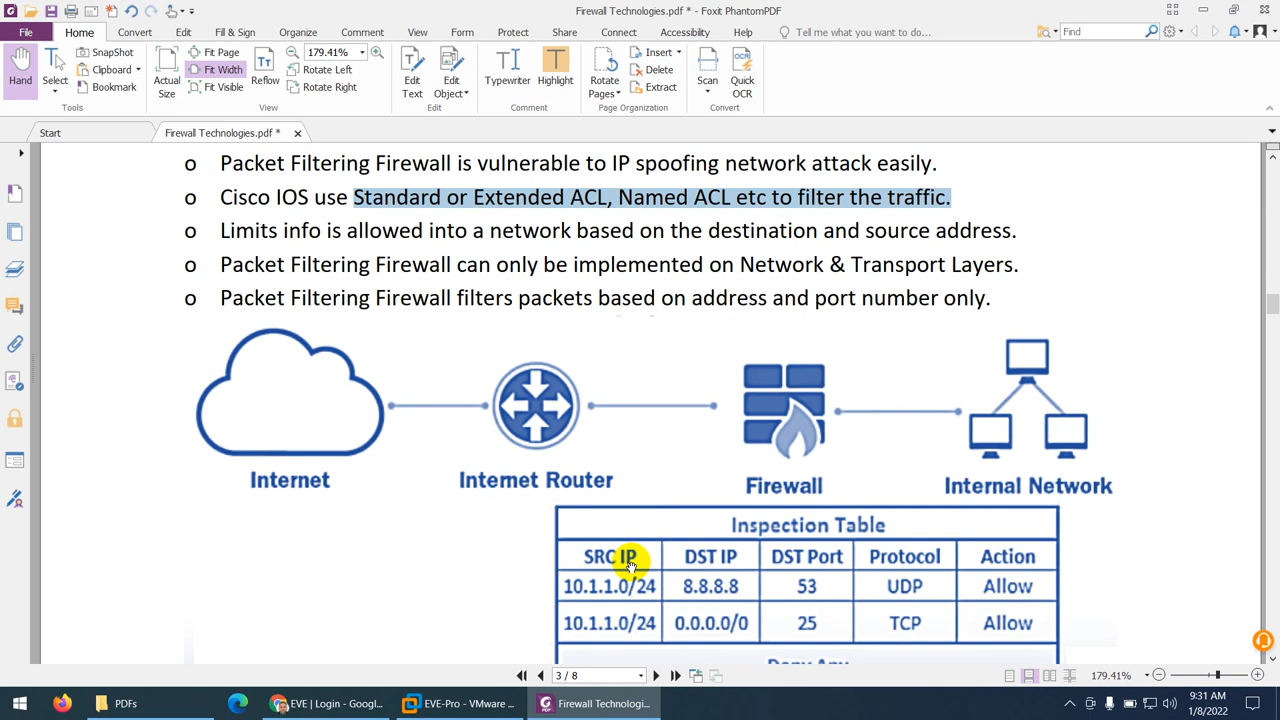 Firewall Technologies.pdf * - Foxit PhantomPDF
File Home Convert Fill & Sign Organize Edit Comment View Form Protect Share Connect Accessibility Help Tell me what you want to do... Find
Hand
Select
SnapShot
Clipboard
Bookmark
Tools
Actual Size
Fit Page
Fit Width
Fit Visible
Reflow
179.41%
Rotate Left
Rotate Right
View
Edit Text
Edit Object
Edit
Typewriter
Highlight
Comment
Rotate Pages
Insert
Delete
Extract
Page Organization
Scan
Quick OCR
Convert
Start Firewall Technologies.pdf *
o Packet Filtering Firewall is vulnerable to IP spoofing network attack easily.
o Cisco IOS use Standard or Extended ACL, Named ACL etc to filter the traffic.
o Limits info is allowed into a network based on the destination and source address.
o Packet Filtering Firewall can only be implemented on Network & Transport Layers.
o Packet Filtering Firewall filters packets based on address and port number only.
Internet Internet Router Firewall Internal Network
Inspection Table
SRC IP DST IP DST Port Protocol Action
10.1.1.0/24 8.8.8.8 53 UDP Allow
10.1.1.0/24 0.0.0.0/0 25 TCP Allow
Deny Any
3 / 8 179.41%
PDFs EVE | Login - Googl... EVE-Pro - VMware ... Firewall Technologi...
9:31 AM
1/8/2022